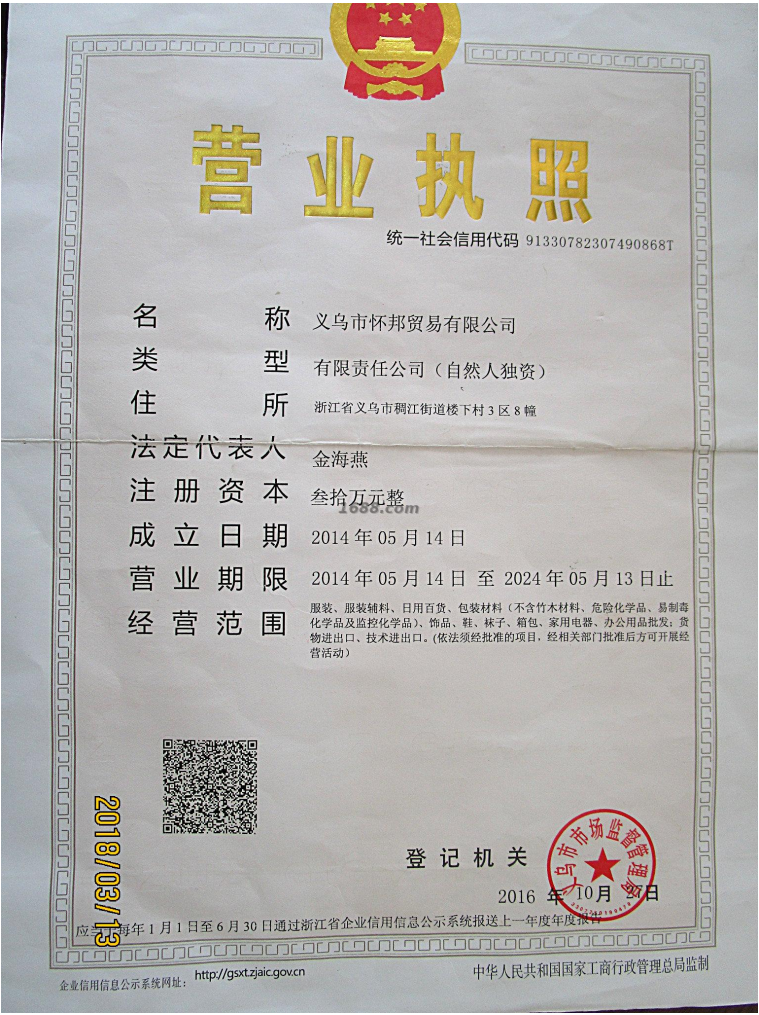 营业执照
统一社会信用代码 91330782307490868T
名称 义乌市怀邦贸易有限公司
类型 有限责任公司（自然人独资）
住所 浙江省义乌市稠江街道楼下村3区8幢
法定代表人 金海燕
注册资本 叁拾万元整
1688.com
成立日期 2014年05月14日
营业期限 2014年05月14日 至 2024年05月13日止
经营范围 服装、服装辅料、日用百货、包装材料（不含竹木材料、危险化学品、易制毒
化学品及监控化学品）、饰品、鞋、袜子、箱包、家用电器、办公用品批发；货
物进出口、技术进出口。(依法须经批准的项目，经相关部门批准后方可开展经
营活动）
2018/03/13
登记机关
义乌市市场监督管理局
2016 年 10月 日
应当 每年1月1日至6月30日通过浙江省企业信用信息公示系统报送上一年度年度报告
企业信用信息公示系统网址： http://gsxt.zjaic.gov.cn
中华人民共和国国家工商行政管理总局监制